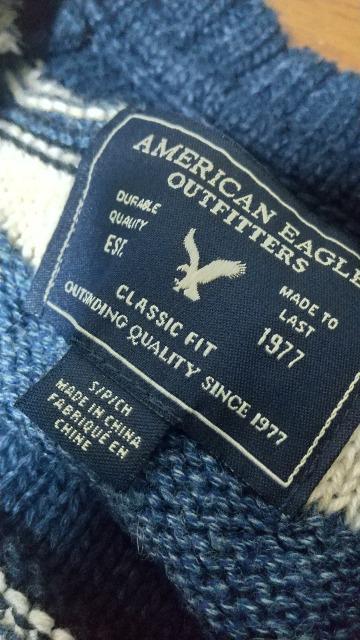 AMERICAN EAGLE
OUTFITTERS
DURABLE
QUALITY
EST.
MADE TO
LAST
1977
CLASSIC FIT
OUTSNDING QUALITY SINCE 1977
S/P/CH
MADE IN CHINA
FABRIQUÉ EN
CHINE